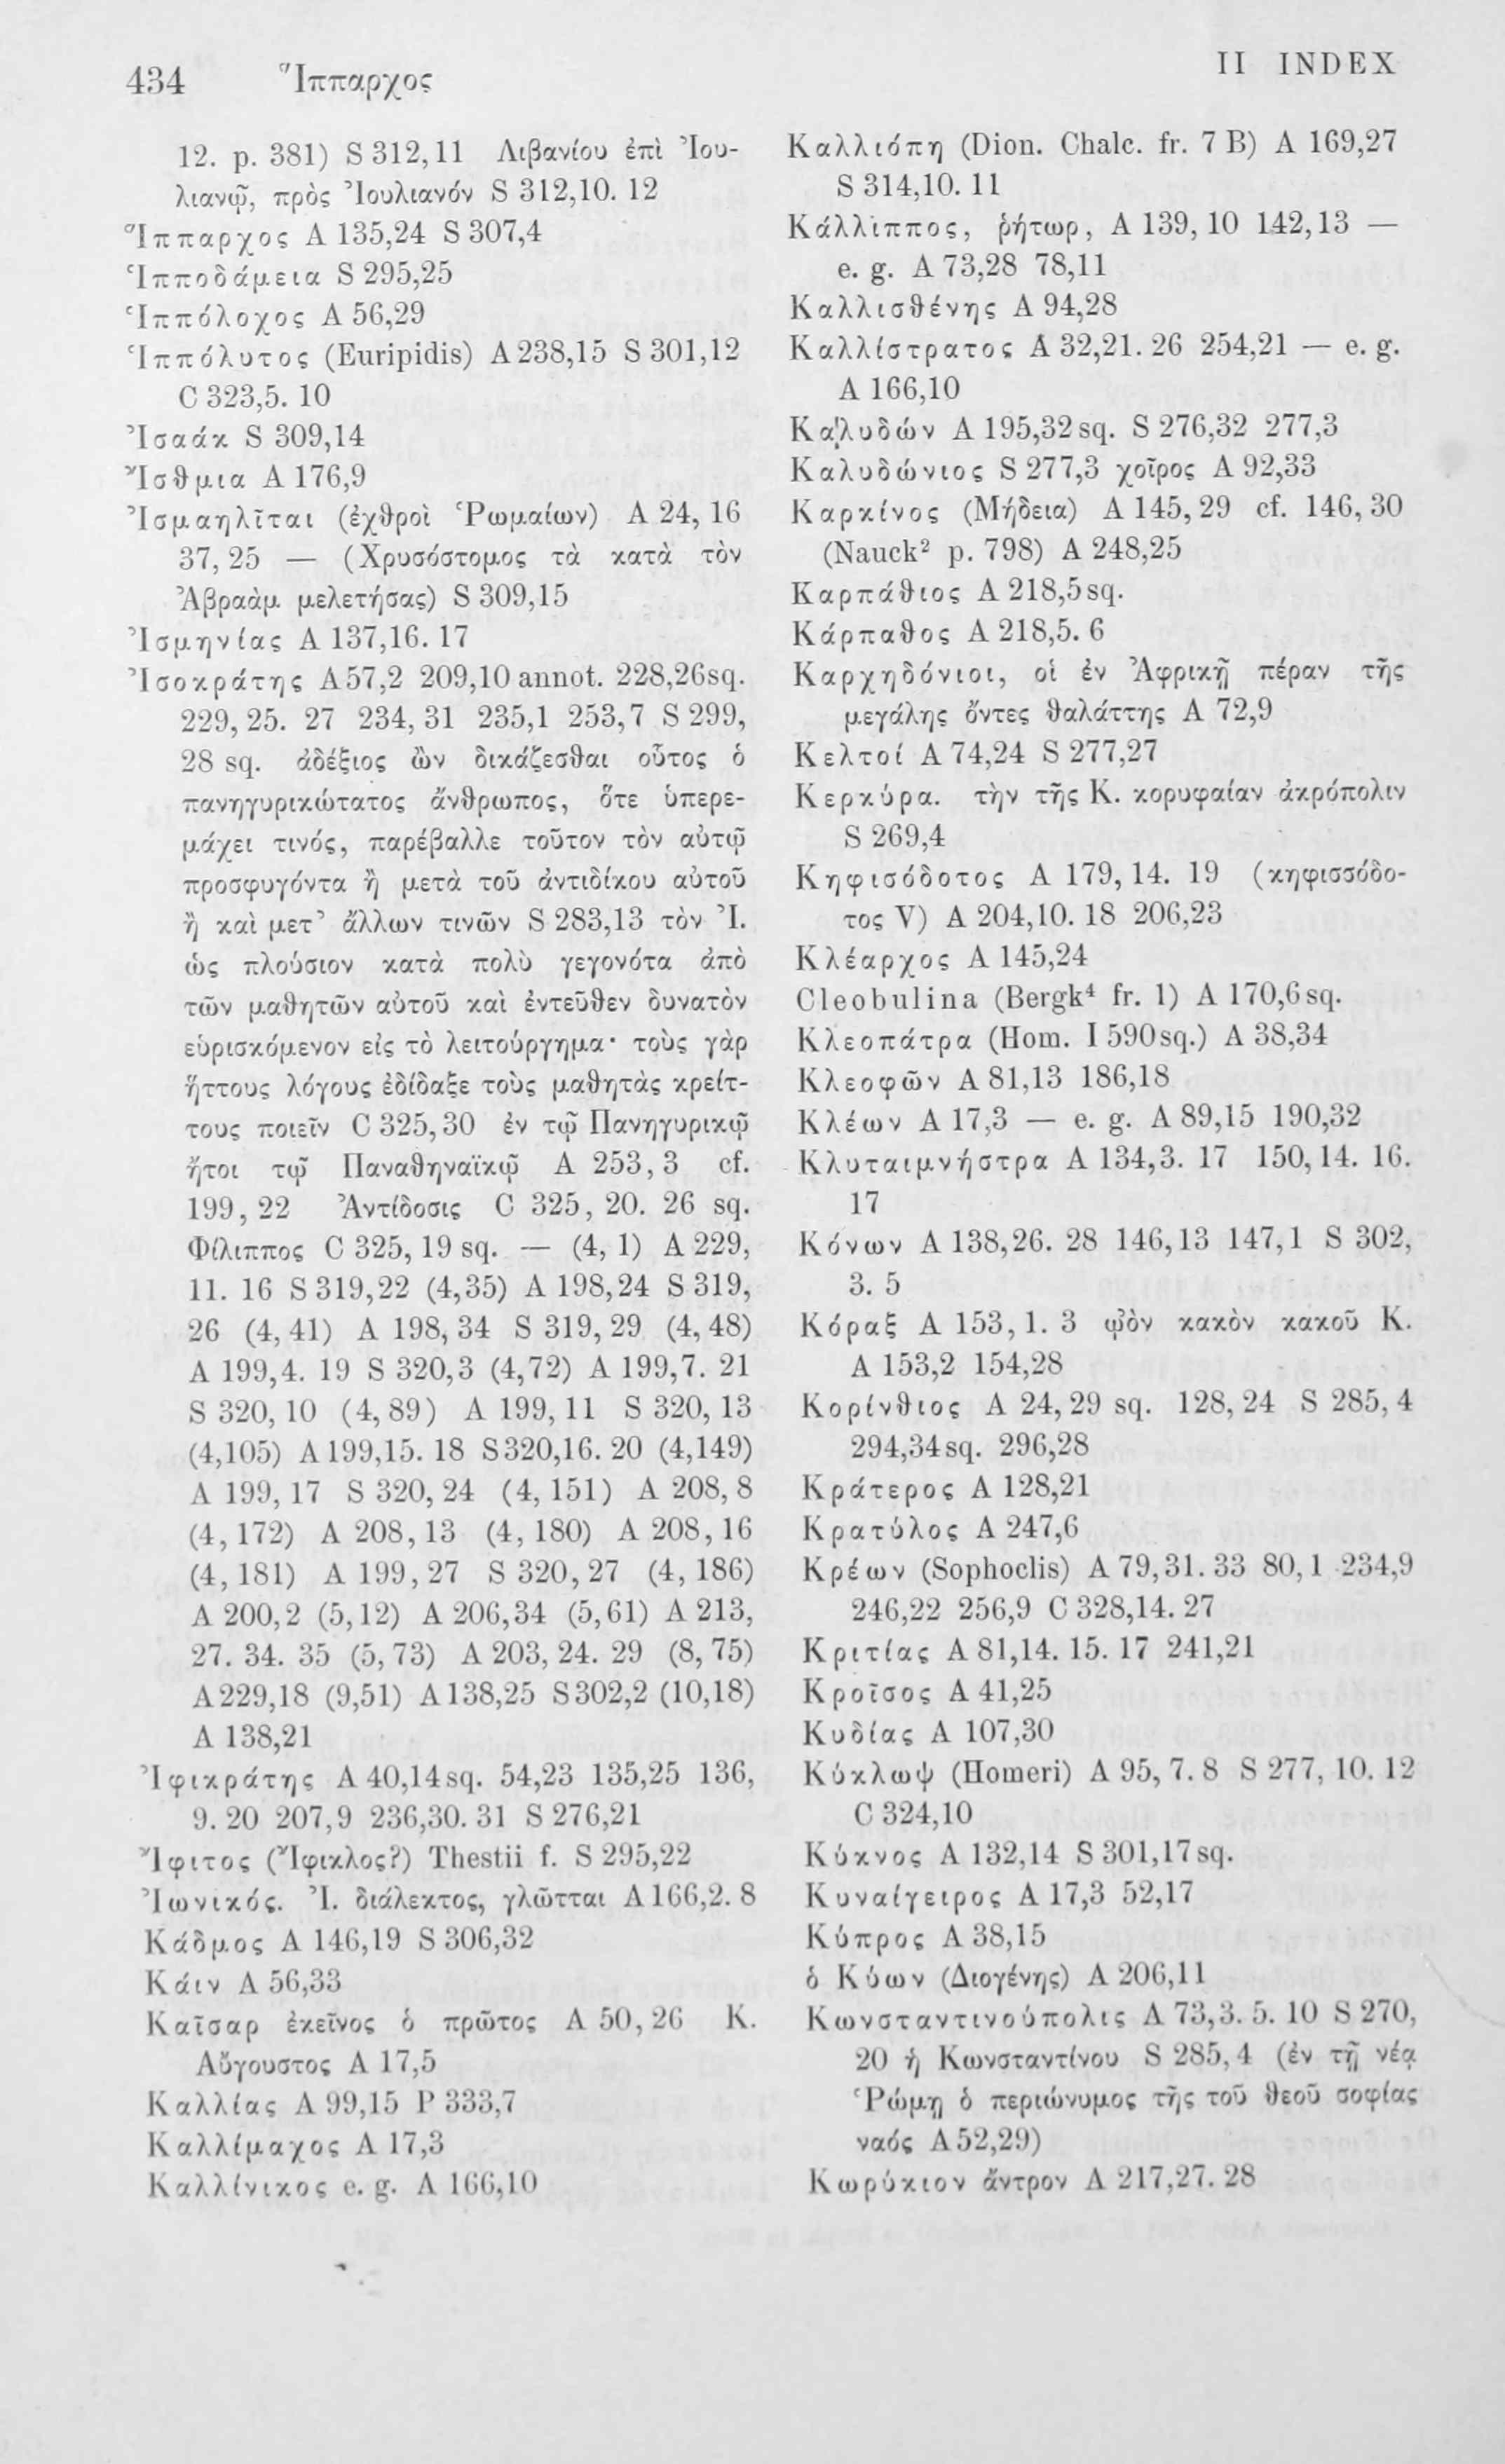 434 Ἵππαρχος
II INDEX
12. p. 381) S 312,11 Λιβανίου ἐπὶ Ἰου-
λιανῷ, πρὸς Ἰουλιανόν S 312,10. 12
Ἵππαρχος A 135,24 S 307,4
Ἱπποδάμεια S 295,25
Ἱππόλοχος A 56,29
Ἱππόλυτος (Euripidis) A 238,15 S 301,12
C 323,5. 10
Ἰσαάκ S 309,14
Ἴσθμια A 176,9
Ἰσμαηλῖται (ἐχθροὶ Ῥωμαίων) A 24, 16
37, 25 — (Χρυσόστομος τὰ κατὰ τὸν
Ἀβραὰμ μελετήσας) S 309,15
Ἰσμηνίας A 137,16. 17
Ἰσοκράτης A 57,2 209,10 annot. 228,26 sq.
229, 25. 27 234, 31 235,1 253,7 S 299,
28 sq. ἀδέξιος ὢν δικάζεσθαι οὗτος ὁ
πανηγυρικώτατος ἄνθρωπος, ὅτε ὑπερε-
μάχει τινός, παρέβαλλε τοῦτον τὸν αὐτῷ
προσφυγόντα ἢ μετὰ τοῦ ἀντιδίκου αὐτοῦ
ἢ καὶ μετ’ ἄλλων τινῶν S 283,13 τὸν Ἰ.
ὡς πλούσιον κατὰ πολὺ γεγονότα ἀπὸ
τῶν μαθητῶν αὐτοῦ καὶ ἐντεῦθεν δυνατὸν
εὑρισκόμενον εἰς τὸ λειτούργημα· τοὺς γὰρ
ἥττους λόγους ἐδίδαξε τοὺς μαθητὰς κρείτ-
τους ποιεῖν C 325,30 ἐν τῷ Πανηγυρικῷ
ἤτοι τῷ Παναθηναϊκῷ A 253, 3 cf.
199, 22 Ἀντίδοσις C 325, 20. 26 sq.
Φίλιππος C 325, 19 sq. — (4, 1) A 229,
11. 16 S 319,22 (4,35) A 198,24 S 319,
26 (4, 41) A 198, 34 S 319, 29 (4, 48)
A 199,4. 19 S 320,3 (4,72) A 199,7. 21
S 320, 10 (4, 89) A 199, 11 S 320, 13
(4,105) A 199,15. 18 S 320,16. 20 (4,149)
A 199, 17 S 320, 24 (4, 151) A 208, 8
(4, 172) A 208, 13 (4, 180) A 208, 16
(4, 181) A 199, 27 S 320, 27 (4, 186)
A 200,2 (5,12) A 206,34 (5,61) A 213,
27. 34. 35 (5, 73) A 203, 24. 29 (8, 75)
A 229,18 (9,51) A 138,25 S 302,2 (10,18)
A 138,21
Ἰφικράτης A 40,14 sq. 54,23 135,25 136,
9. 20 207,9 236,30. 31 S 276,21
Ἴφιτος (Ἴφικλος?) Thestii f. S 295,22
Ἰωνικός. Ἰ. διάλεκτος, γλῶτται A 166,2. 8
Κάδμος A 146,19 S 306,32
Κάιν A 56,33
Καῖσαρ ἐκεῖνος ὁ πρῶτος A 50, 26 K.
Αὔγουστος A 17,5
Καλλίας A 99,15 P 333,7
Καλλίμαχος A 17,3
Καλλίνικος e. g. A 166,10
Καλλιόπη (Dion. Chalc. fr. 7 B) A 169,27
S 314,10. 11
Κάλλιππος, ῥήτωρ, A 139, 10 142,13 —
e. g. A 73,28 78,11
Καλλισθένης A 94,28
Καλλίστρατος A 32,21. 26 254,21 — e. g.
A 166,10
Καλυδών A 195,32 sq. S 276,32 277,3
Καλυδώνιος S 277,3 χοῖρος A 92,33
Καρκίνος (Μήδεια) A 145, 29 cf. 146, 30
(Nauck² p. 798) A 248,25
Καρπάθιος A 218,5 sq.
Κάρπαθος A 218,5. 6
Καρχηδόνιοι, οἱ ἐν Ἀφρικῇ πέραν τῆς
μεγάλης ὄντες θαλάττης A 72,9
Κελτοί A 74,24 S 277,27
Κερκύρα. τὴν τῆς Κ. κορυφαίαν ἀκρόπολιν
S 269,4
Κηφισόδοτος A 179, 14. 19 (κηφισσόδο-
τος V) A 204,10. 18 206,23
Κλέαρχος A 145,24
Cleobulina (Bergk⁴ fr. 1) A 170,6 sq.
Κλεοπάτρα (Hom. I 590 sq.) A 38,34
Κλεοφῶν A 81,13 186,18
Κλέων A 17,3 — e. g. A 89,15 190,32
Κλυταιμνήστρα A 134,3. 17 150, 14. 16.
17
Κόνων A 138,26. 28 146,13 147,1 S 302,
3. 5
Κόραξ A 153, 1. 3 ᾠὸν κακὸν κακοῦ Κ.
A 153,2 154,28
Κορίνθιος A 24, 29 sq. 128, 24 S 285, 4
294,34 sq. 296,28
Κράτερος A 128,21
Κρατύλος A 247,6
Κρέων (Sophoclis) A 79,31. 33 80, 1 234,9
246,22 256,9 C 328,14. 27
Κριτίας A 81,14. 15. 17 241,21
Κροῖσος A 41,25
Κυδίας A 107,30
Κύκλωψ (Homeri) A 95, 7. 8 S 277, 10. 12
C 324,10
Κύκνος A 132,14 S 301,17 sq.
Κυναίγειρος A 17,3 52,17
Κύπρος A 38,15
ὁ Κύων (Διογένης) A 206,11
Κωνσταντινούπολις A 73,3. 5. 10 S 270,
20 ἡ Κωνσταντίνου S 285, 4 (ἐν τῇ νέᾳ
Ῥώμῃ ὁ περιώνυμος τῆς τοῦ θεοῦ σοφίας
ναός A 52,29)
Κωρύκιον ἄντρον A 217,27. 28